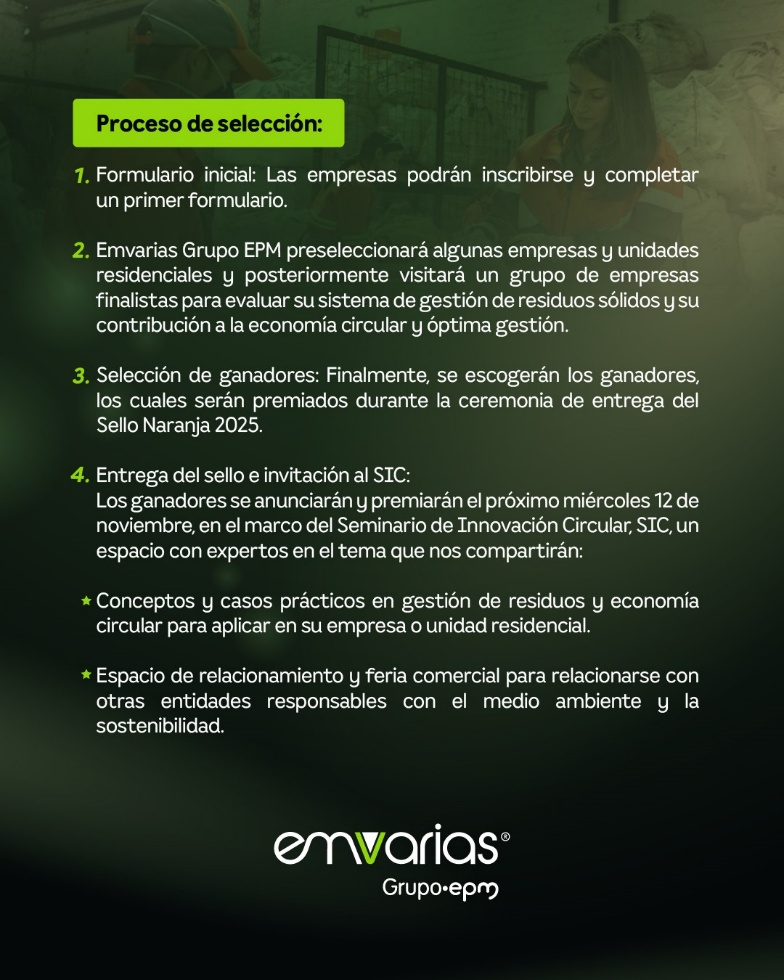 Proceso de selección:
1. Formulario inicial: Las empresas podrán inscribirse y completar
un primer formulario.
2. Emvarias Grupo EPM preseleccionará algunas empresas y unidades
residenciales y posteriormente visitará un grupo de empresas
finalistas para evaluar su sistema de gestión de residuos sólidos y su
contribución a la economía circular y óptima gestión.
3. Selección de ganadores: Finalmente, se escogerán los ganadores,
los cuales serán premiados durante la ceremonia de entrega del
Sello Naranja 2025.
4. Entrega del sello e invitación al SIC:
Los ganadores se anunciarán y premiarán el próximo miércoles 12 de
noviembre, en el marco del Seminario de Innovación Circular, SIC, un
espacio con expertos en el tema que nos compartirán:
★ Conceptos y casos prácticos en gestión de residuos y economía
circular para aplicar en su empresa o unidad residencial.
★ Espacio de relacionamiento y feria comercial para relacionarse con
otras entidades responsables con el medio ambiente y la
sostenibilidad.
emvarias®
Grupo•epm